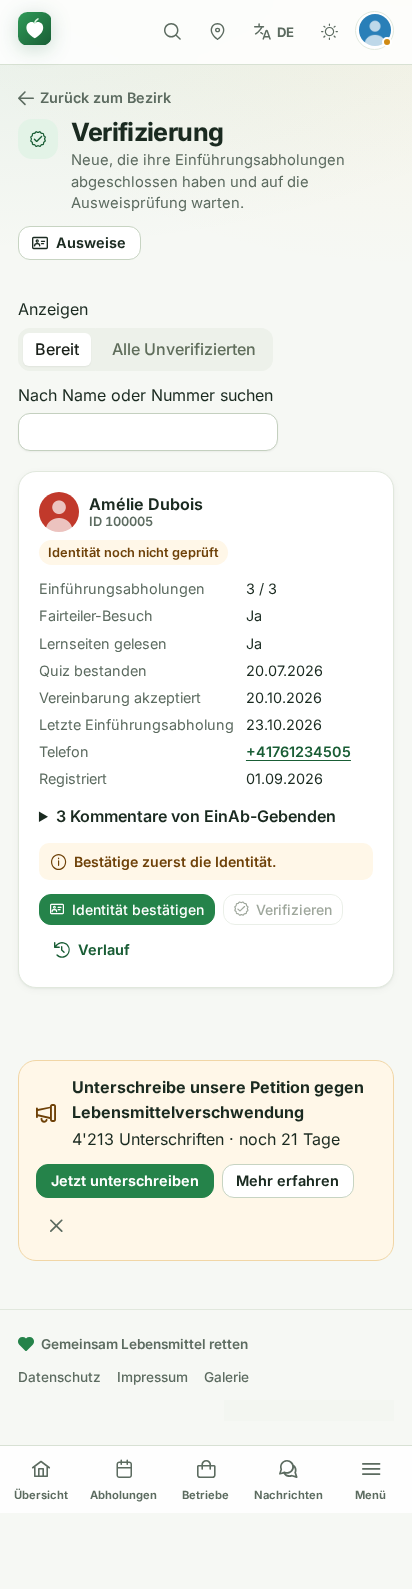 DE
Zurück zum Bezirk
Verifizierung
Neue, die ihre Einführungsabholungen
abgeschlossen haben und auf die
Ausweisprüfung warten.
Ausweise
Anzeigen
Bereit Alle Unverifizierten
Nach Name oder Nummer suchen
Amélie Dubois
ID 100005
Identität noch nicht geprüft
Einführungsabholungen 3 / 3
Fairteiler-Besuch Ja
Lernseiten gelesen Ja
Quiz bestanden 20.07.2026
Vereinbarung akzeptiert 20.10.2026
Letzte Einführungsabholung 23.10.2026
Telefon +41761234505
Registriert 01.09.2026
3 Kommentare von EinAb-Gebenden
Bestätige zuerst die Identität.
Identität bestätigen Verifizieren
Verlauf
Unterschreibe unsere Petition gegen
Lebensmittelverschwendung
4'213 Unterschriften · noch 21 Tage
Jetzt unterschreiben Mehr erfahren
Gemeinsam Lebensmittel retten
Datenschutz Impressum Galerie
Übersicht Abholungen Betriebe Nachrichten Menü